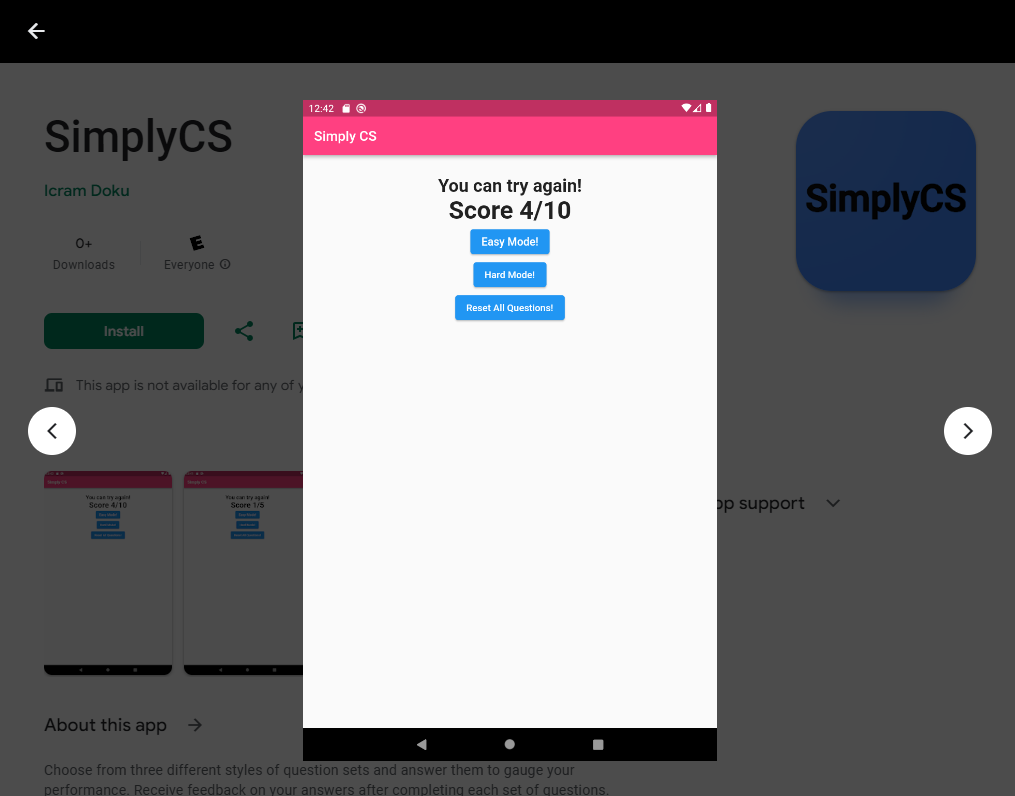 SimplyCS
Icram Doku
0+
Downloads
E
Everyone
Install
This app is not available for any of y
SimplyCS
12:42
Simply CS
You can try again!
Score 4/10
Easy Mode!
Hard Mode!
Reset All Questions!
pp support
Simply CS
You can try again!
Score 4/10
Simply CS
You can try again!
Score 1/5
About this app
Choose from three different styles of question sets and answer them to gauge your
performance. Receive feedback on your answers after completing each set of questions.